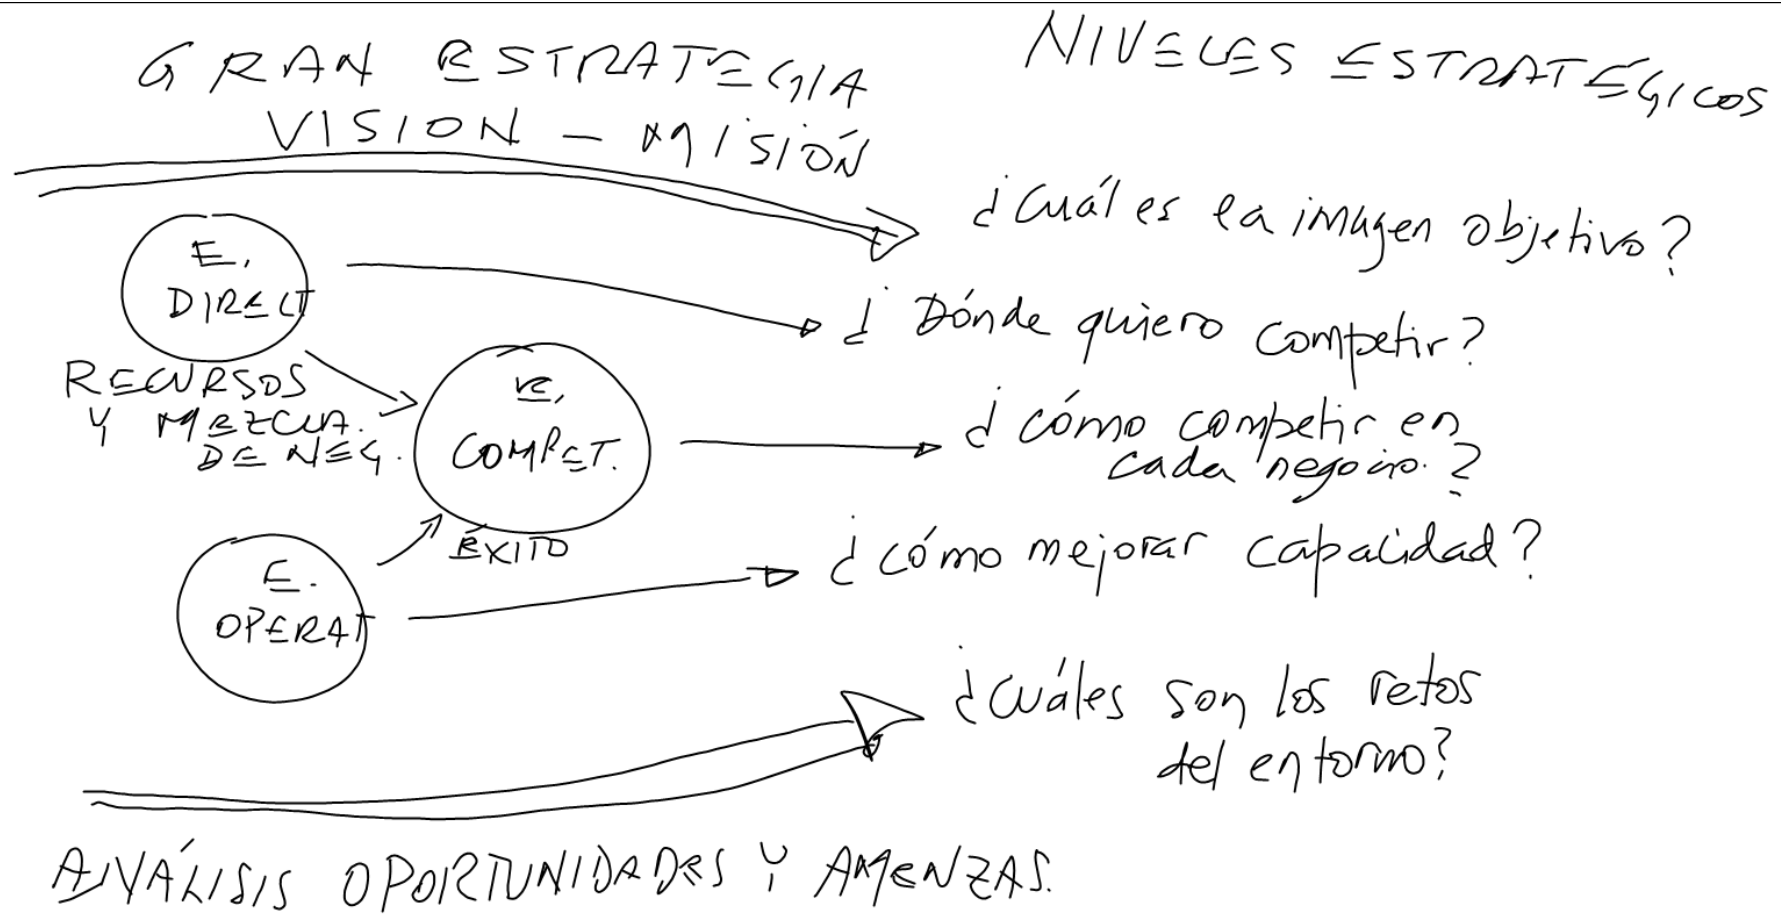 GRAN ESTRATEGIA
VISION - MISIÓN
NIVELES ESTRATÉGICOS
¿Cuál es la imagen objetivo?
E.
DIRECT
¿Dónde quiero competir?
RECURSOS
Y MEZCLA.
DE NEG.
E.
COMPET.
¿cómo competir en
cada negocio.?
ÉXITO
E.
OPERAT
¿cómo mejorar capacidad?
¿Cuáles son los retos
del entorno?
ANÁLISIS OPORTUNIDADES Y AMENZAS.